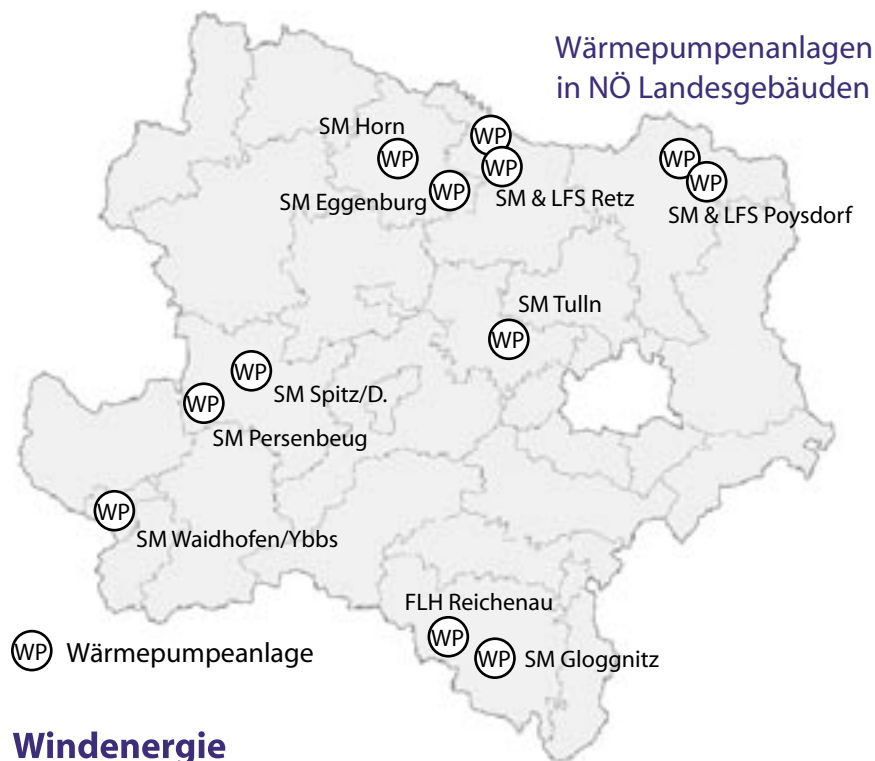 Wärmepumpenanlagen
in NÖ Landesgebäuden
SM Horn
WP
WP
WP
WP
WP
WP
SM Eggenburg
SM & LFS Retz
SM & LFS Poysdorf
SM Tulln
WP
WP
SM Spitz/D.
WP
SM Persenbeug
WP
SM Waidhofen/Ybbs
FLH Reichenau
WP
WP
SM Gloggnitz
WP Wärmepumpeanlage
Windenergie